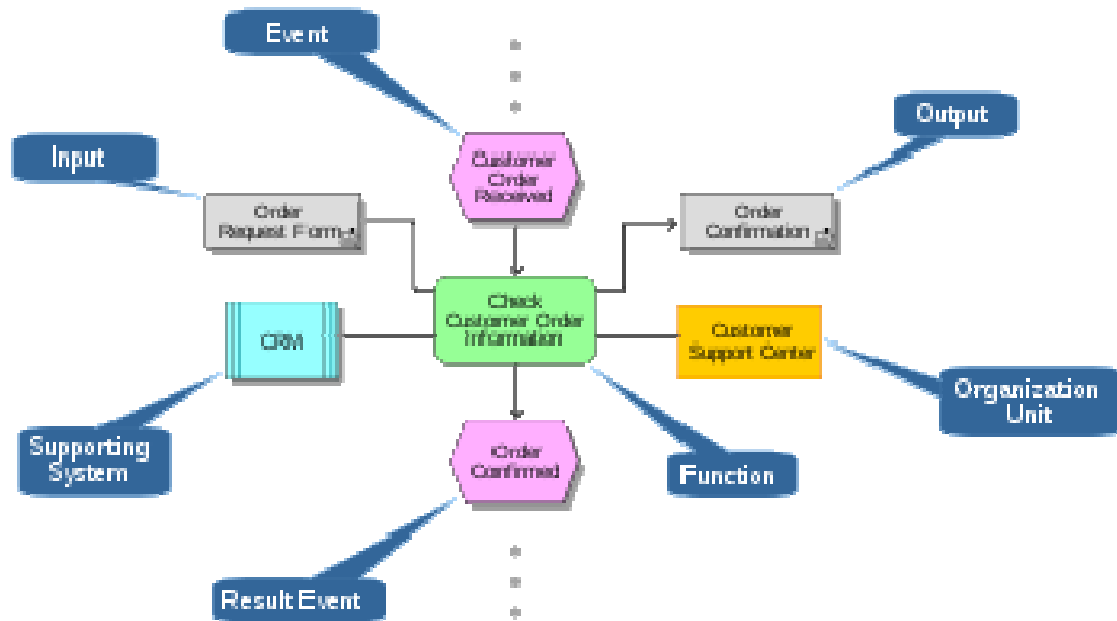 Event
Output
Input
Customer
Order
Received
Order
Request Form
Order
Confirmation
Check
Customer Order
Information
CRM
Customer
Support Center
Organization
Unit
Supporting
System
Order
Confirmed
Function
Result Event